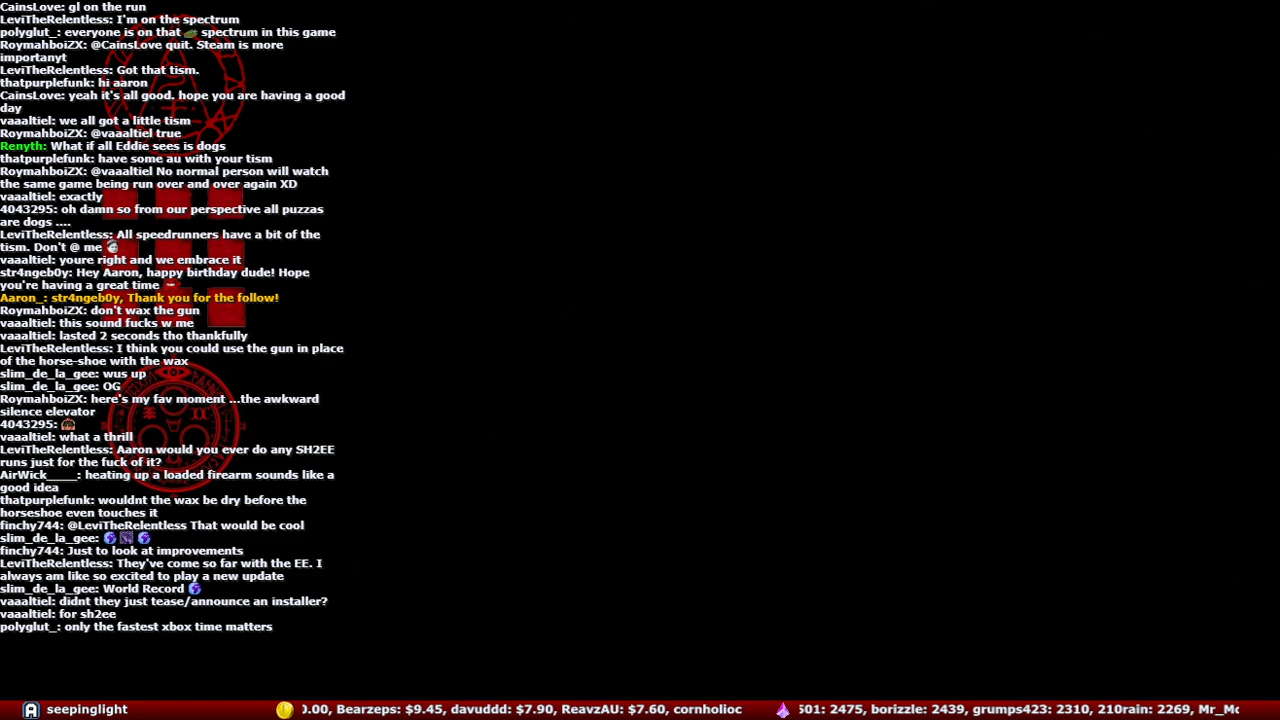 CainsLove: gl on the run
LeviTheRelentless: I'm on the spectrum
polyglut_: everyone is on that spectrum in this game
RoymahboiZX: @CainsLove quit. Steam is more
importanyt
LeviTheRelentless: Got that tism.
thatpurplefunk: hi aaron
CainsLove: yeah it's all good. hope you are having a good
day
vaaaltiel: we all got a little tism
RoymahboiZX: @vaaaltiel true
Renyth: What if all Eddie sees is dogs
thatpurplefunk: have some au with your tism
RoymahboiZX: @vaaaltiel No normal person will watch
the same game being run over and over again XD
vaaaltiel: exactly
4043295: oh damn so from our perspective all puzzas
are dogs ....
LeviTheRelentless: All speedrunners have a bit of the
tism. Don't @ me
vaaaltiel: youre right and we embrace it
str4ngeb0y: Hey Aaron, happy birthday dude! Hope
you're having a great time
Aaron_: str4ngeb0y, Thank you for the follow!
RoymahboiZX: don't wax the gun
vaaaltiel: this sound fucks w me
vaaaltiel: lasted 2 seconds tho thankfully
LeviTheRelentless: I think you could use the gun in place
of the horse-shoe with the wax
slim_de_la_gee: wus up
slim_de_la_gee: OG
RoymahboiZX: here's my fav moment ...the awkward
silence elevator
4043295:
vaaaltiel: what a thrill
LeviTheRelentless: Aaron would you ever do any SH2EE
runs just for the fuck of it?
AirWick____: heating up a loaded firearm sounds like a
good idea
thatpurplefunk: wouldnt the wax be dry before the
horseshoe even touches it
finchy744: @LeviTheRelentless That would be cool
slim_de_la_gee:
finchy744: Just to look at improvements
LeviTheRelentless: They've come so far with the EE. I
always am like so excited to play a new update
slim_de_la_gee: World Record
vaaaltiel: didnt they just tease/announce an installer?
vaaaltiel: for sh2ee
polyglut_: only the fastest xbox time matters
seepinglight 0.00, Bearzeps: $9.45, davuddd: $7.90, ReavzAU: $7.60, cornholioc 501: 2475, borizzle: 2439, grumps423: 2310, 210rain: 2269, Mr_Mc